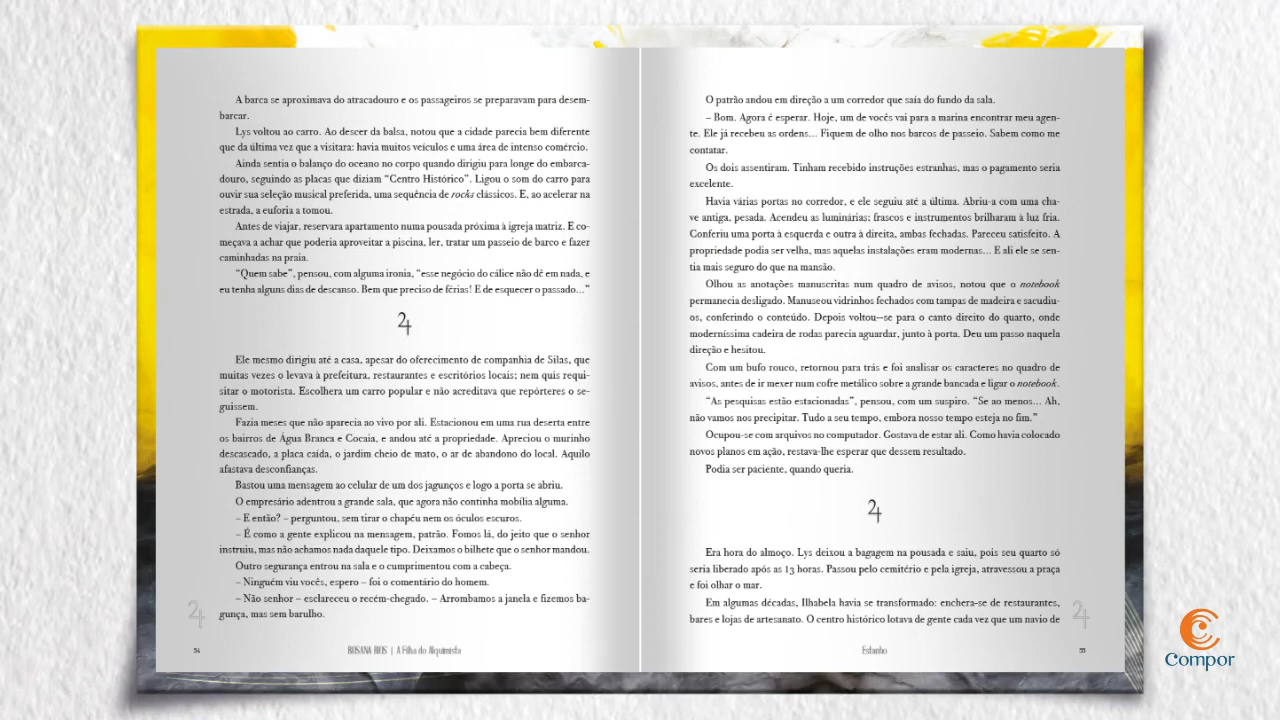 A barca se aproximava do atracadouro e os passageiros se preparavam para desem-
barcar.
Lys voltou ao carro. Ao descer da balsa, notou que a cidade parecia bem diferente
que da última vez que a visitara: havia muitos veículos e uma área de intenso comércio.
Ainda sentia o balanço do oceano no corpo quando dirigiu para longe do embarca-
douro, seguindo as placas que diziam “Centro Histórico”. Ligou o som do carro para
ouvir sua seleção musical preferida, uma sequência de rocks clássicos. E, ao acelerar na
estrada, a euforia a tomou.
Antes de viajar, reservara apartamento numa pousada próxima à igreja matriz. E co-
meçava a achar que poderia aproveitar a piscina, ler, tratar um passeio de barco e fazer
caminhadas na praia.
“Quem sabe”, pensou, com alguma ironia, “esse negócio do cálice não dê em nada, e
eu tenha alguns dias de descanso. Bem que preciso de férias! E de esquecer o passado...”
♃
Ele mesmo dirigiu até a casa, apesar do oferecimento de companhia de Silas, que
muitas vezes o levava à prefeitura, restaurantes e escritórios locais; nem quis requi-
sitar o motorista. Escolhera um carro popular e não acreditava que repórteres o se-
guissem.
Fazia meses que não aparecia ao vivo por ali. Estacionou em uma rua deserta entre
os bairros de Água Branca e Cocaia, e andou até a propriedade. Apreciou o murinho
descascado, a placa caída, o jardim cheio de mato, o ar de abandono do local. Aquilo
afastava desconfianças.
Bastou uma mensagem ao celular de um dos jagunços e logo a porta se abriu.
O empresário adentrou a grande sala, que agora não continha mobília alguma.
– E então? – perguntou, sem tirar o chapéu nem os óculos escuros.
– É como a gente explicou na mensagem, patrão. Fomos lá, do jeito que o senhor
instruiu, mas não achamos nada daquele tipo. Deixamos o bilhete que o senhor mandou.
Outro segurança entrou na sala e o cumprimentou com a cabeça.
– Ninguém viu vocês, espero – foi o comentário do homem.
– Não senhor – esclareceu o recém-chegado. – Arrombamos a janela e fizemos ba-
gunça, mas sem barulho.
♃
54
ROSANA RIOS | A Filha do Alquimista
O patrão andou em direção a um corredor que saía do fundo da sala.
– Bom. Agora é esperar. Hoje, um de vocês vai para a marina encontrar meu agen-
te. Ele já recebeu as ordens... Fiquem de olho nos barcos de passeio. Sabem como me
contatar.
Os dois assentiram. Tinham recebido instruções estranhas, mas o pagamento seria
excelente.
Havia várias portas no corredor, e ele seguiu até a última. Abriu-a com uma cha-
ve antiga, pesada. Acendeu as luminárias; frascos e instrumentos brilharam à luz fria.
Conferiu uma porta à esquerda e outra à direita, ambas fechadas. Pareceu satisfeito. A
propriedade podia ser velha, mas aquelas instalações eram modernas... E ali ele se sen-
tia mais seguro do que na mansão.
Olhou as anotações manuscritas num quadro de avisos, notou que o notebook
permanecia desligado. Manuseou vidrinhos fechados com tampas de madeira e sacudiu-
os, conferindo o conteúdo. Depois voltou--se para o canto direito do quarto, onde
moderníssima cadeira de rodas parecia aguardar, junto à porta. Deu um passo naquela
direção e hesitou.
Com um bufo rouco, retornou para trás e foi analisar os caracteres no quadro de
avisos, antes de ir mexer num cofre metálico sobre a grande bancada e ligar o notebook.
“As pesquisas estão estacionadas”, pensou, com um suspiro. “Se ao menos... Ah,
não vamos nos precipitar. Tudo a seu tempo, embora nosso tempo esteja no fim.”
Ocupou-se com arquivos no computador. Gostava de estar ali. Como havia colocado
novos planos em ação, restava-lhe esperar que dessem resultado.
Podia ser paciente, quando queria.
♃
Era hora do almoço. Lys deixou a bagagem na pousada e saiu, pois seu quarto só
seria liberado após as 13 horas. Passou pelo cemitério e pela igreja, atravessou a praça
e foi olhar o mar.
Em algumas décadas, Ilhabela havia se transformado: enchera-se de restaurantes,
bares e lojas de artesanato. O centro histórico lotava de gente cada vez que um navio de
♃
Estanho
55
Compor